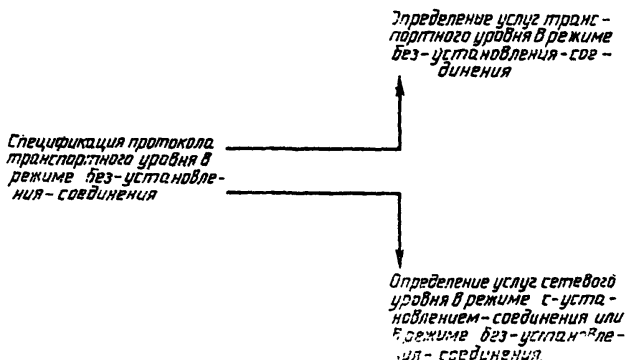 Определение услуг транс-
портного уровня в режиме
без-установления-сое-
динения
Спецификация протокола
транспортного уровня в
режиме без-установле-
ния-соединения
Определение услуг сетевого
уровня в режиме с-уста-
новлением-соединения или
в режиме без-установле-
ния-соединения